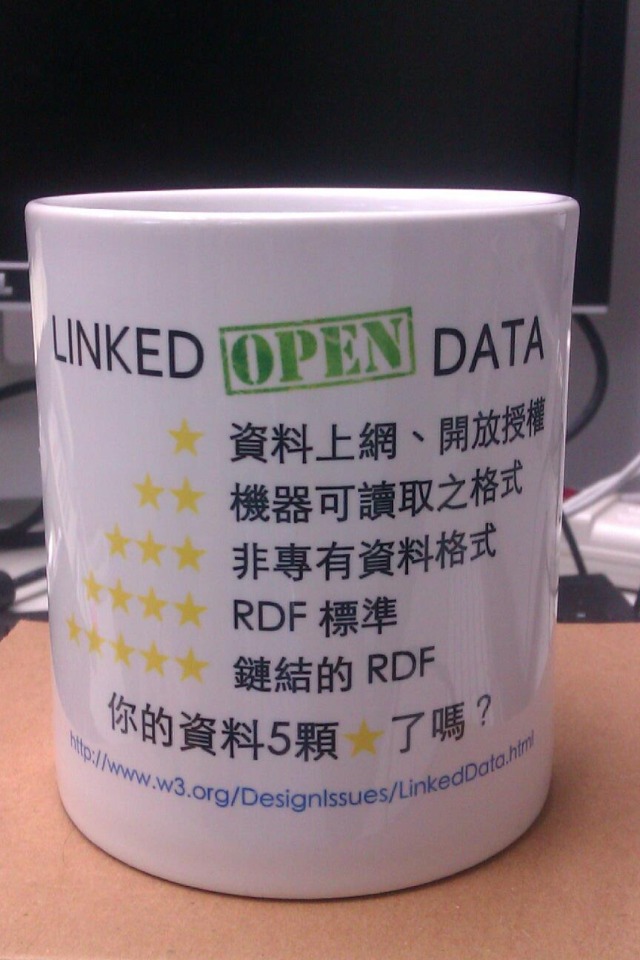 LINKED OPEN DATA
★ 資料上網、開放授權
★★ 機器可讀取之格式
★★★ 非專有資料格式
★★★★ RDF 標準
★★★★★ 鏈結的 RDF
你的資料5顆★了嗎？
http://www.w3.org/DesignIssues/LinkedData.html